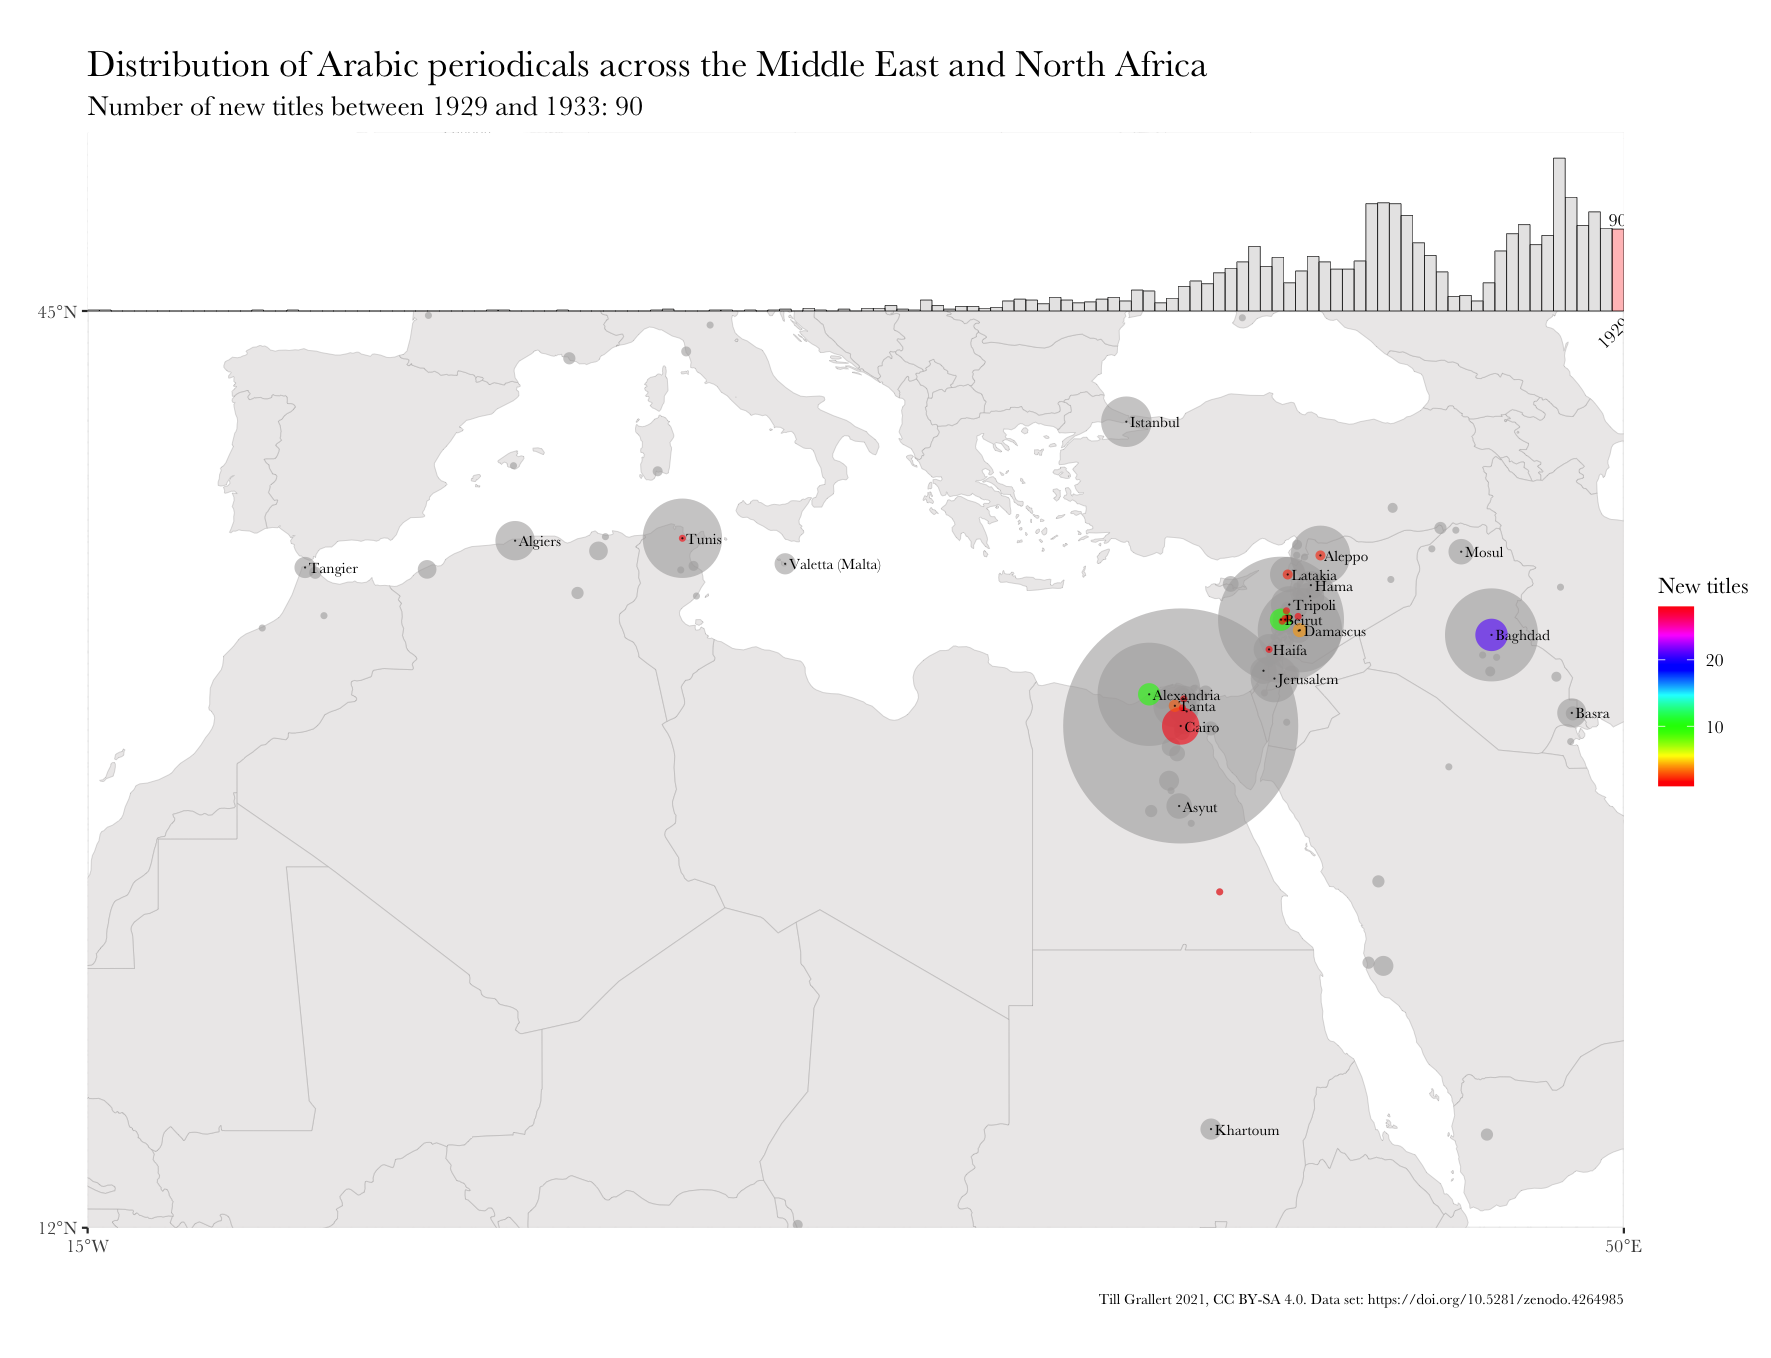 Distribution of Arabic periodicals across the Middle East and North Africa
Number of new titles between 1929 and 1933: 90
90
45°N
1929
Istanbul
Algiers
Tunis
Mosul
Aleppo
Valetta (Malta)
Tangier
Latakia
Hama
New titles
Tripoli
Beirut
Damascus
Baghdad
Haifa
20
Jerusalem
Alexandria
Tanta
Basra
Cairo
10
Asyut
Khartoum
12°N
15°W
50°E
Till Grallert 2021, CC BY-SA 4.0. Data set: https://doi.org/10.5281/zenodo.4264985